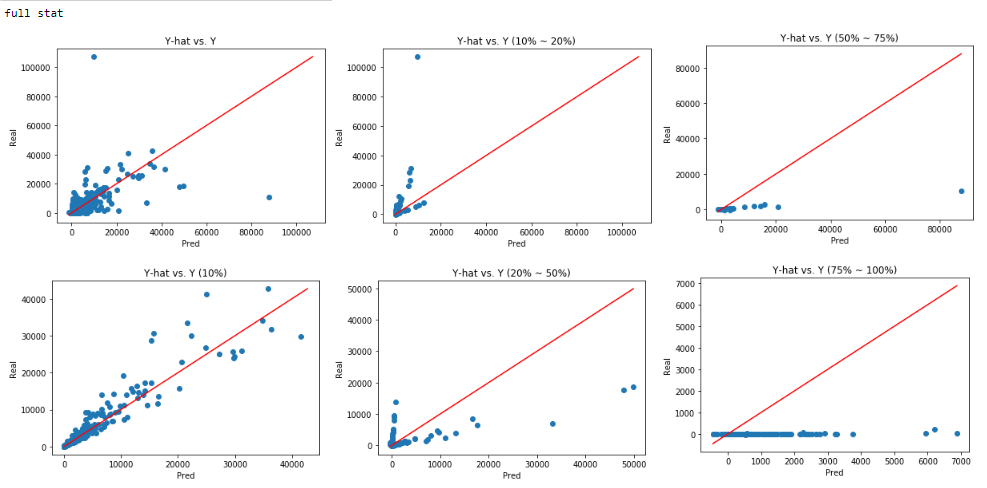 full stat
Y-hat vs. Y
Real
100000
80000
60000
40000
20000
0
0 20000 40000 60000 80000 100000
Pred
Y-hat vs. Y (10% ~ 20%)
Real
100000
80000
60000
40000
20000
0
0 20000 40000 60000 80000 100000
Pred
Y-hat vs. Y (50% ~ 75%)
Real
80000
60000
40000
20000
0
0 20000 40000 60000 80000
Pred
Y-hat vs. Y (10%)
Real
40000
30000
20000
10000
0
0 10000 20000 30000 40000
Pred
Y-hat vs. Y (20% ~ 50%)
Real
50000
40000
30000
20000
10000
0
0 10000 20000 30000 40000 50000
Pred
Y-hat vs. Y (75% ~ 100%)
Real
7000
6000
5000
4000
3000
2000
1000
0
0 1000 2000 3000 4000 5000 6000 7000
Pred